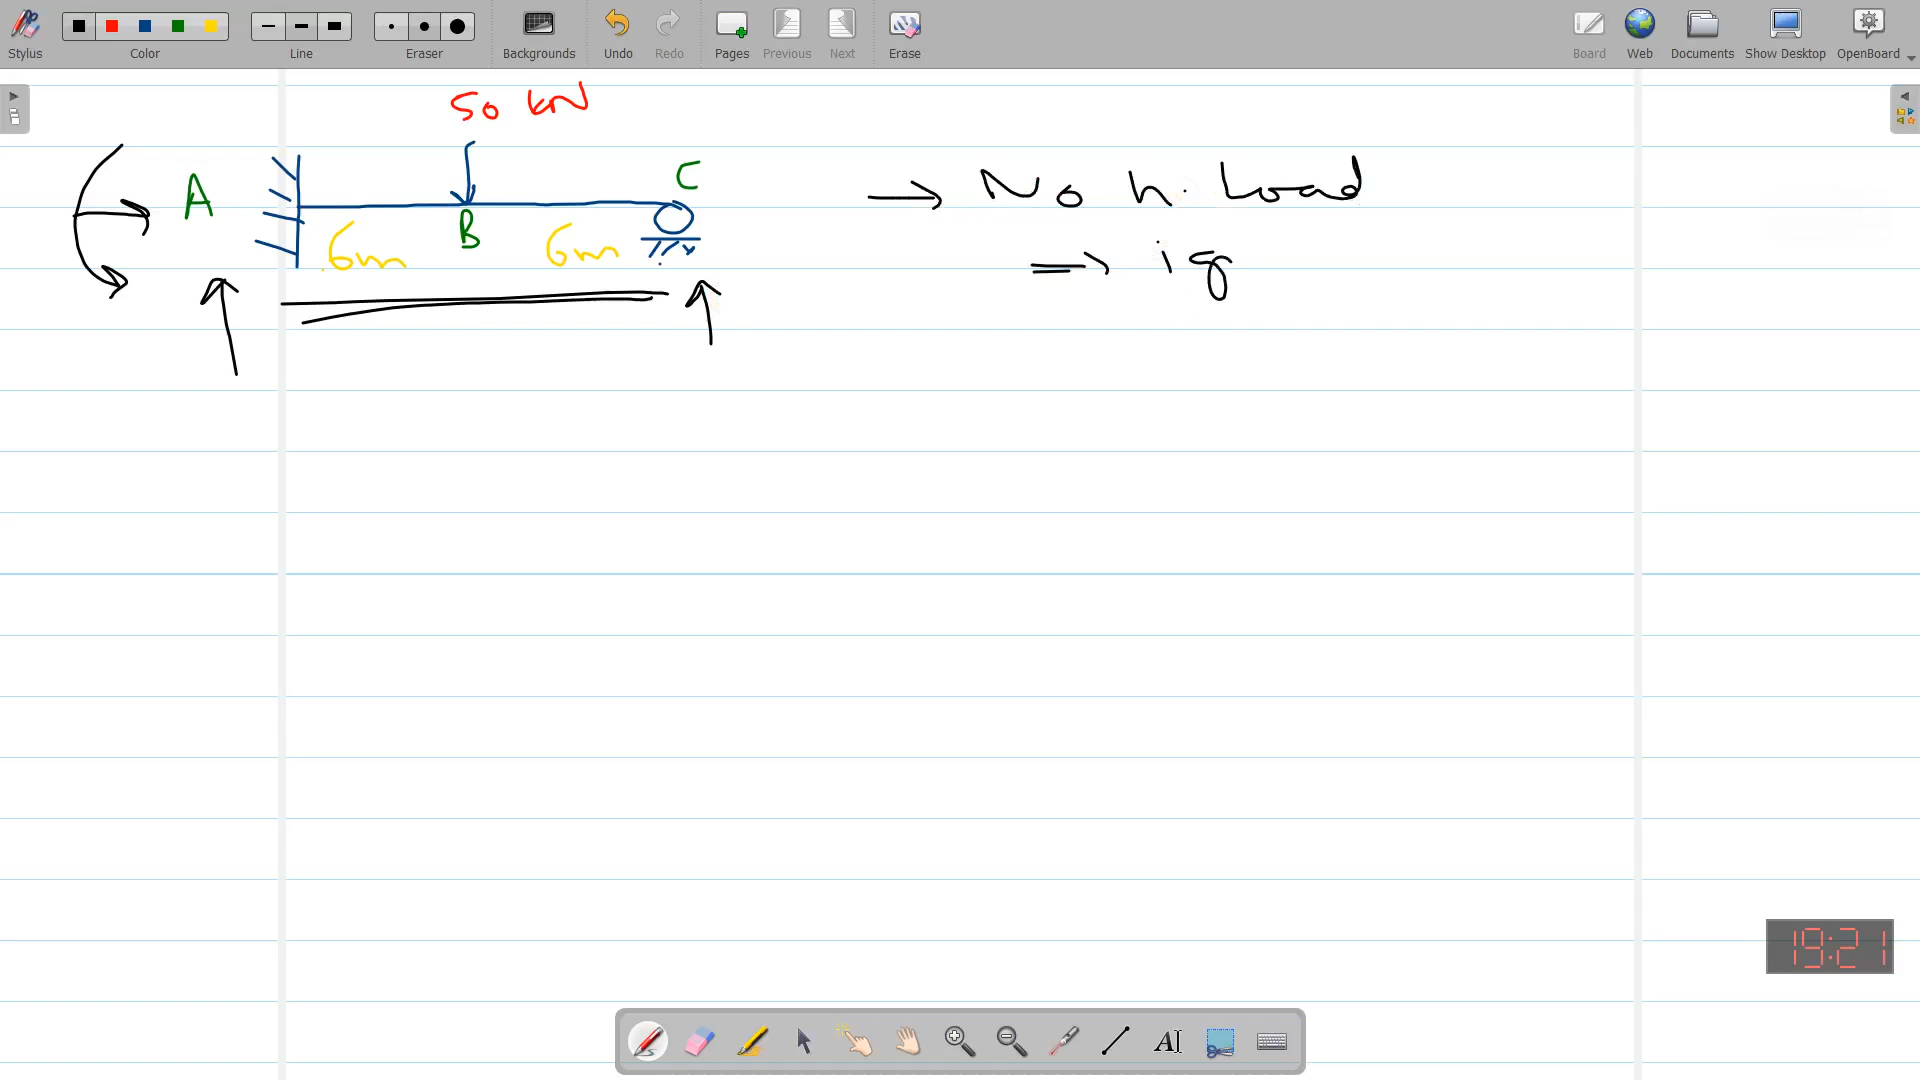 Stylus
Color
Line
Eraser
Backgrounds
Undo
Redo
Pages
Previous
Next
Erase
Board
Web
Documents
Show Desktop
OpenBoard
50 kN
A
B
C
6m
6m
→ No h. Load
⇒ ig
19:21